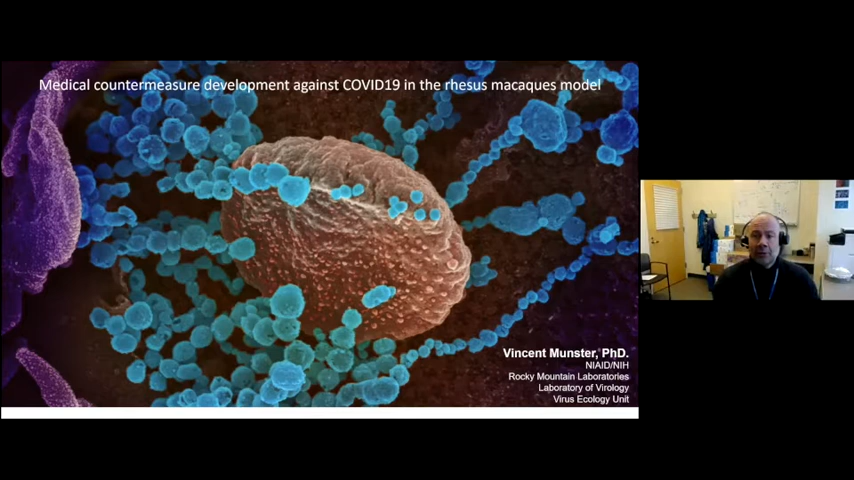 Medical countermeasure development against COVID19 in the rhesus macaques model
Vincent Munster, PhD.
NIAID/NIH
Rocky Mountain Laboratories
Laboratory of Virology
Virus Ecology Unit